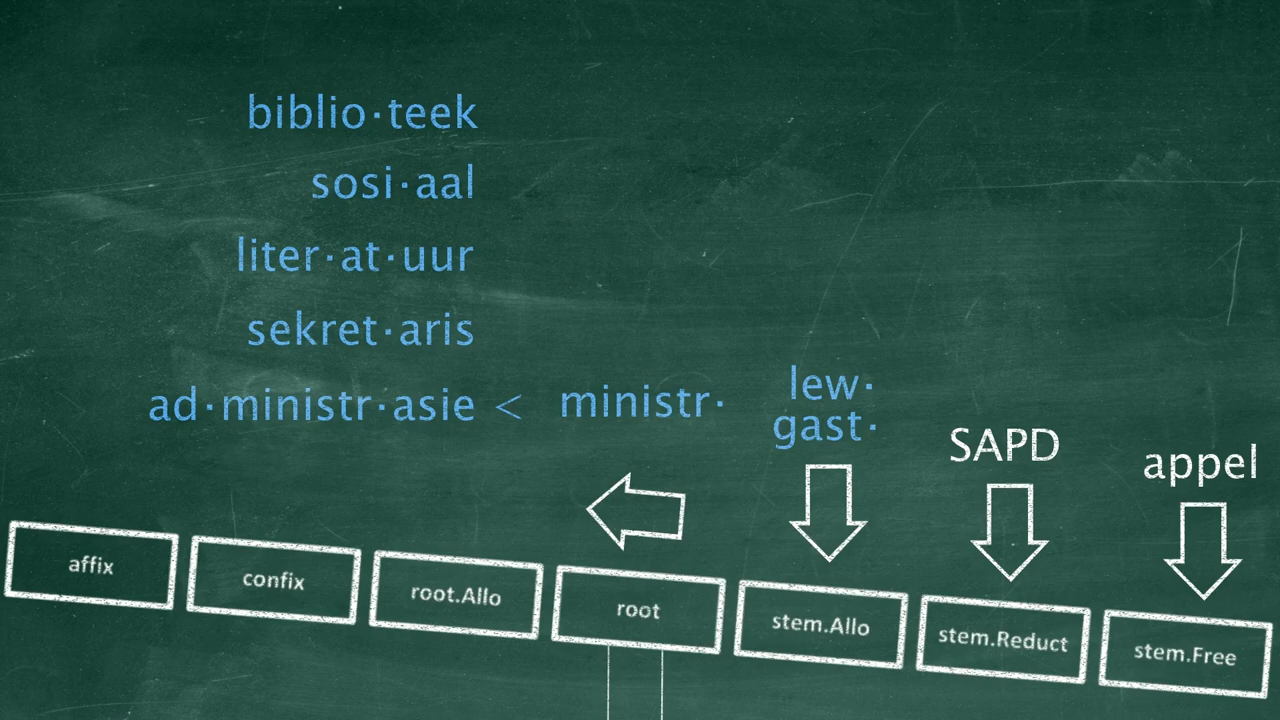 biblio·teek
sosi·aal
liter·at·uur
sekret·aris
ad·ministr·asie < ministr·
lew·
gast·
SAPD
appel
affix
confix
root.Allo
root
stem.Allo
stem.Reduct
stem.Free